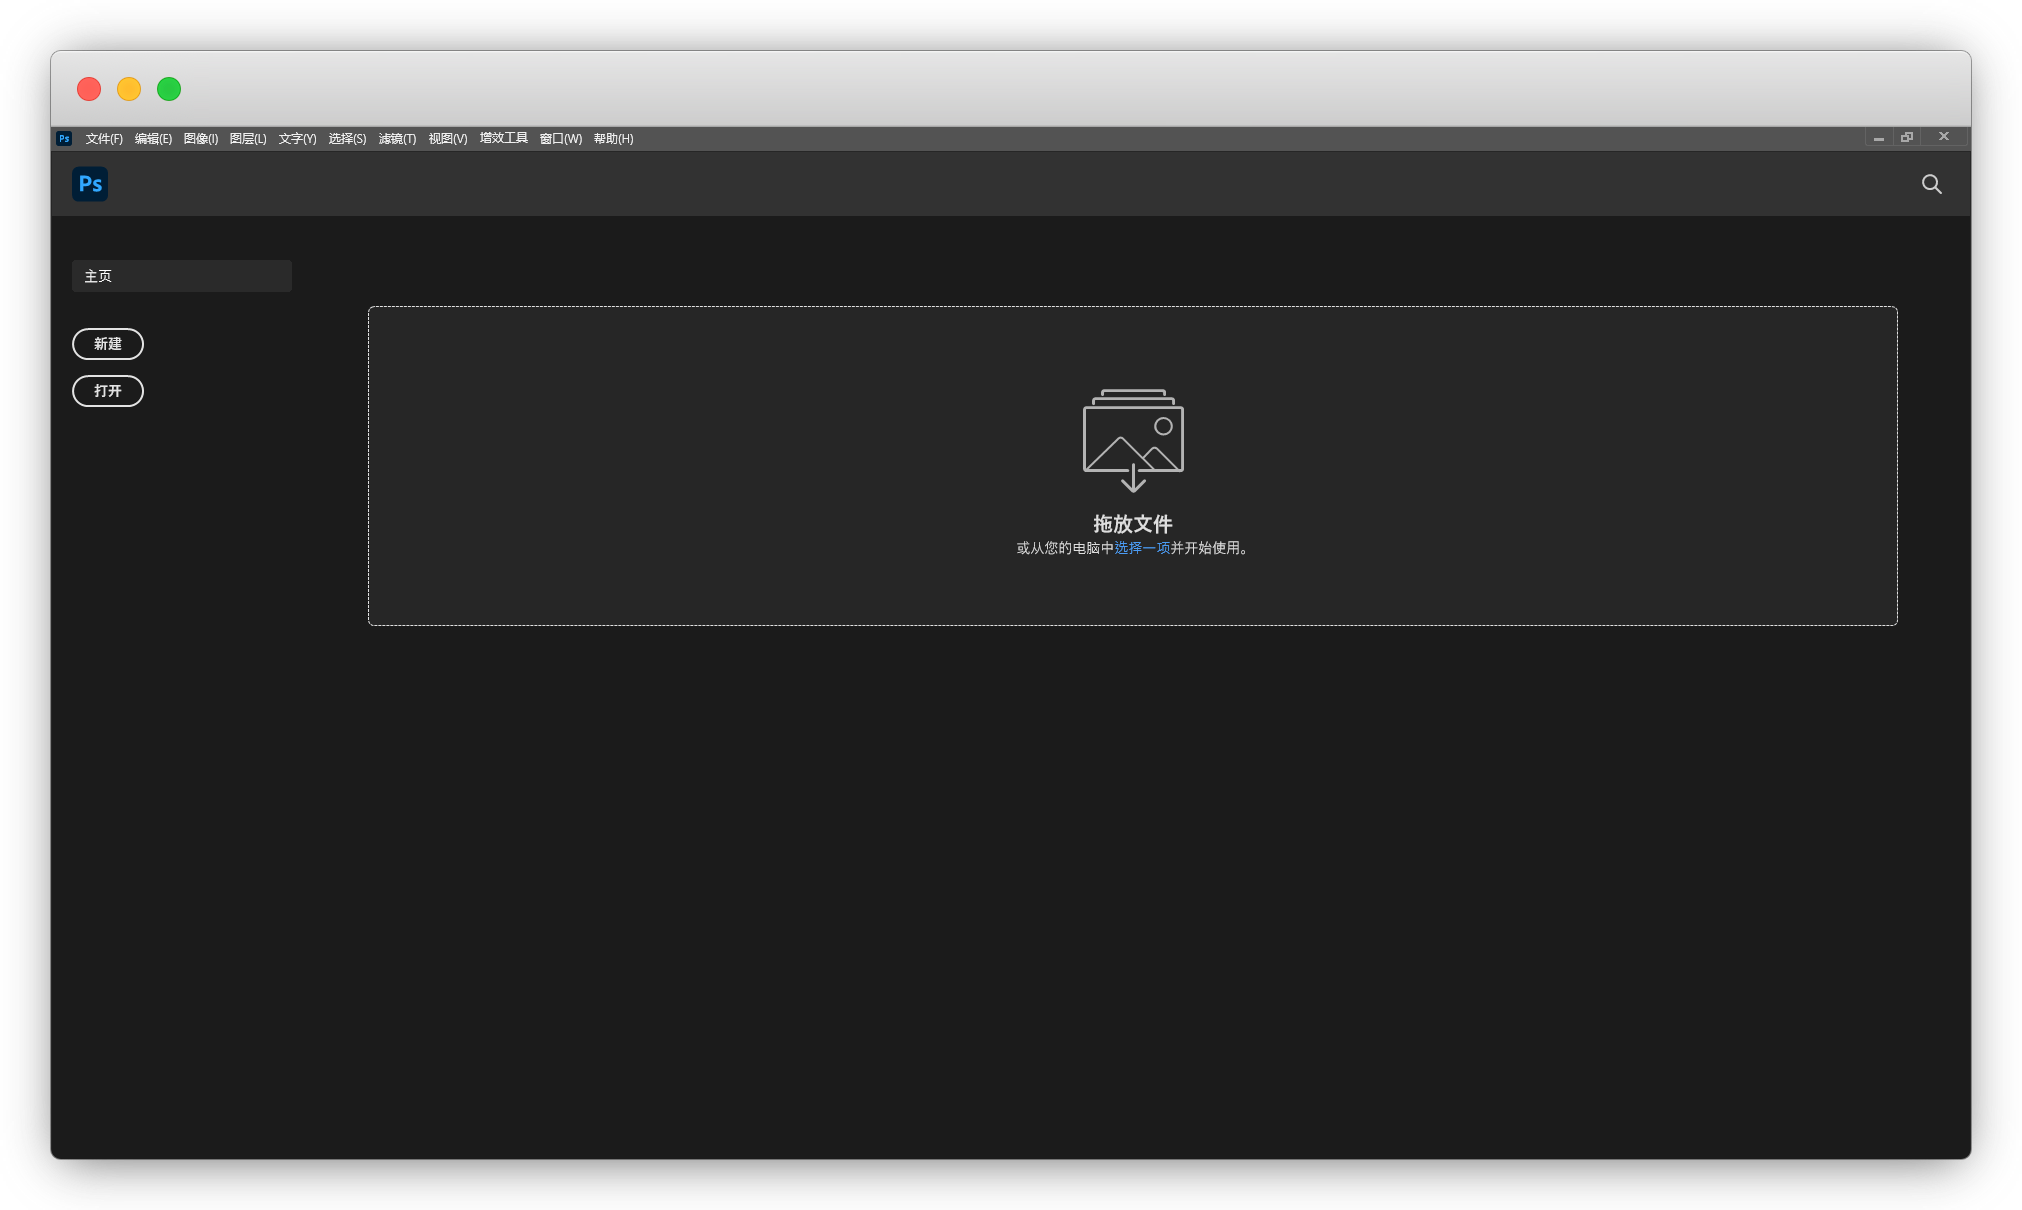 Ps 文件(F) 编辑(E) 图像(I) 图层(L) 文字(Y) 选择(S) 滤镜(T) 视图(V) 增效工具 窗口(W) 帮助(H)
Ps
主页
新建
打开
拖放文件
或从您的电脑中选择一项并开始使用。